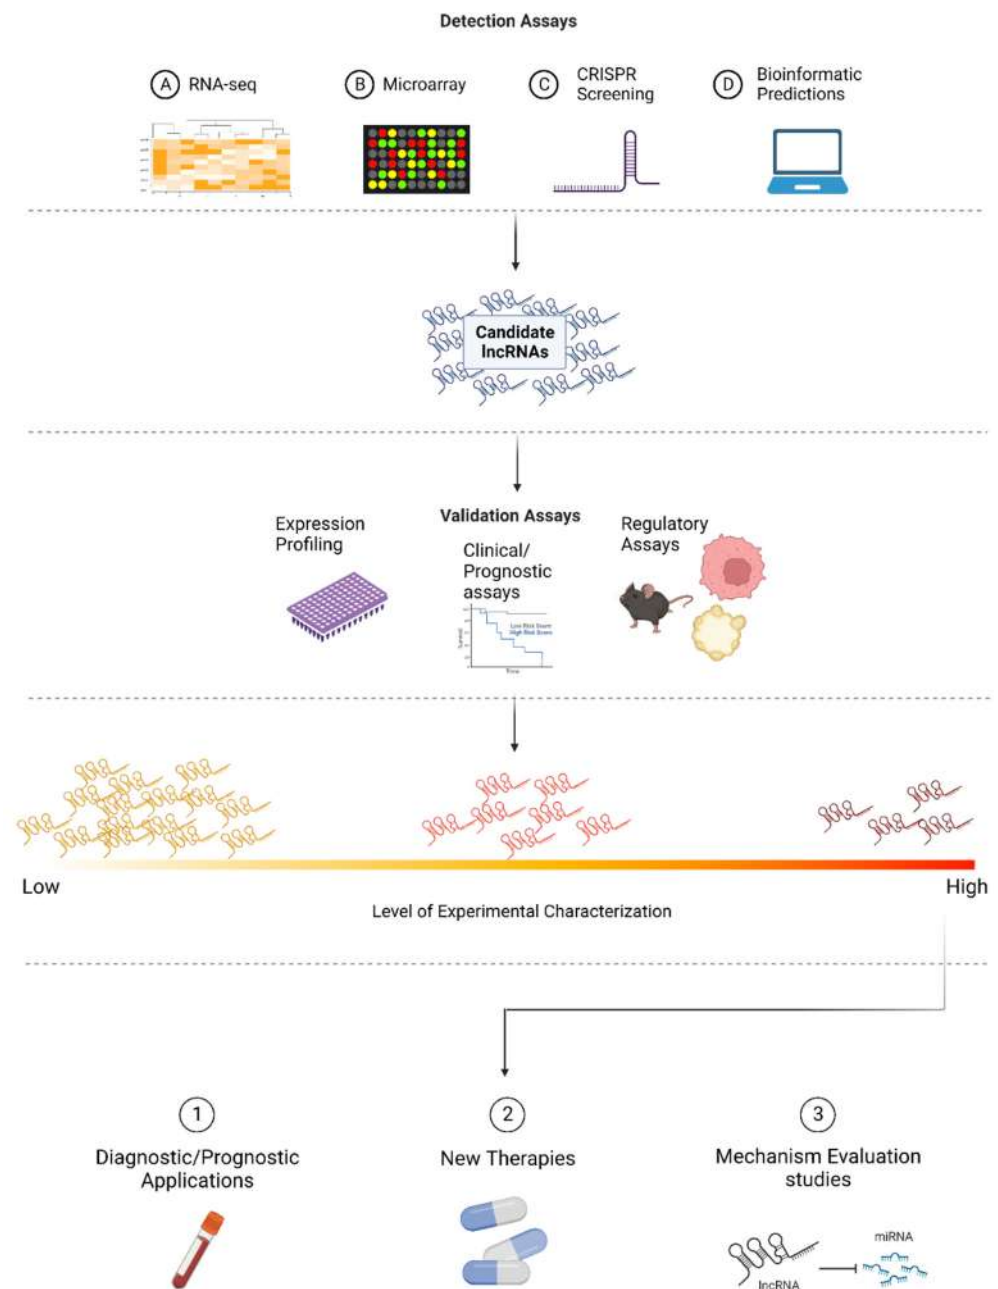 Detection Assays
A RNA-seq
B Microarray
C CRISPR
Screening
D Bioinformatic
Predictions
Candidate
lncRNAs
Validation Assays
Expression
Profiling
Clinical/
Prognostic
assays
Survival
Low Risk Score
High Risk Score
Time
Regulatory
Assays
Low
High
Level of Experimental Characterization
1
Diagnostic/Prognostic
Applications
2
New Therapies
3
Mechanism Evaluation
studies
miRNA
lncRNA